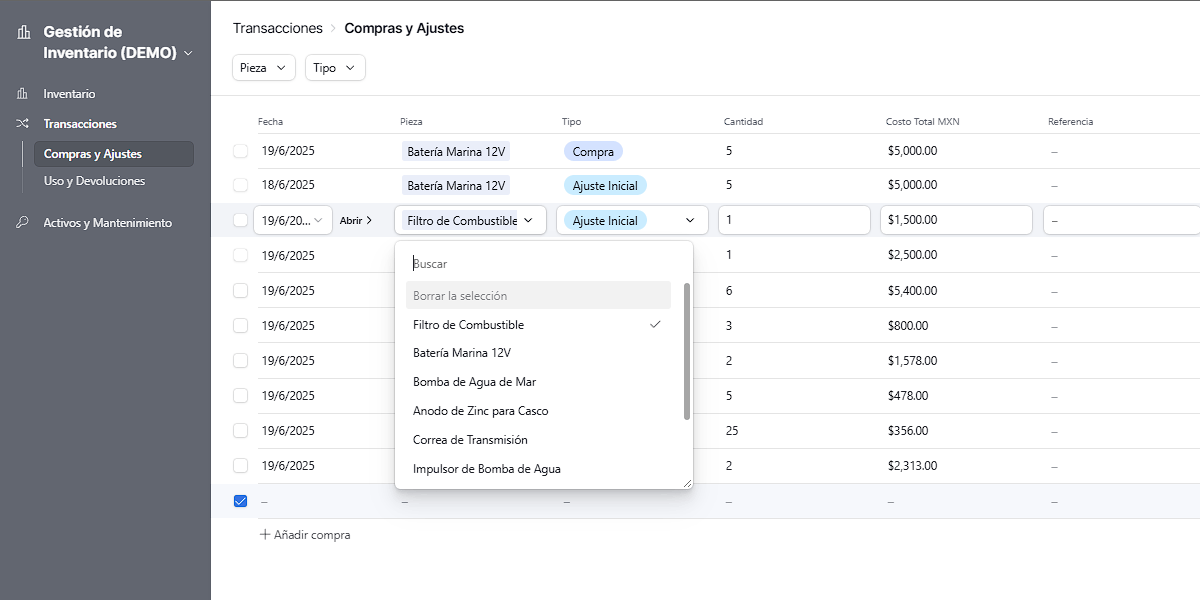 Gestión de
Inventario (DEMO)
Inventario
Transacciones
Compras y Ajustes
Uso y Devoluciones
Activos y Mantenimiento
Transacciones > Compras y Ajustes
Pieza Tipo
Fecha Pieza Tipo Cantidad Costo Total MXN Referencia
19/6/2025 Batería Marina 12V Compra 5 $5,000.00 –
18/6/2025 Batería Marina 12V Ajuste Inicial 5 $5,000.00 –
19/6/20... Abrir > Filtro de Combustible Ajuste Inicial 1 $1,500.00 –
19/6/2025 1 $2,500.00 –
19/6/2025 6 $5,400.00 –
19/6/2025 3 $800.00 –
19/6/2025 2 $1,578.00 –
19/6/2025 5 $478.00 –
19/6/2025 25 $356.00 –
19/6/2025 2 $2,313.00 –
– – – – – –
+ Añadir compra
Buscar
Borrar la selección
Filtro de Combustible
Batería Marina 12V
Bomba de Agua de Mar
Anodo de Zinc para Casco
Correa de Transmisión
Impulsor de Bomba de Agua